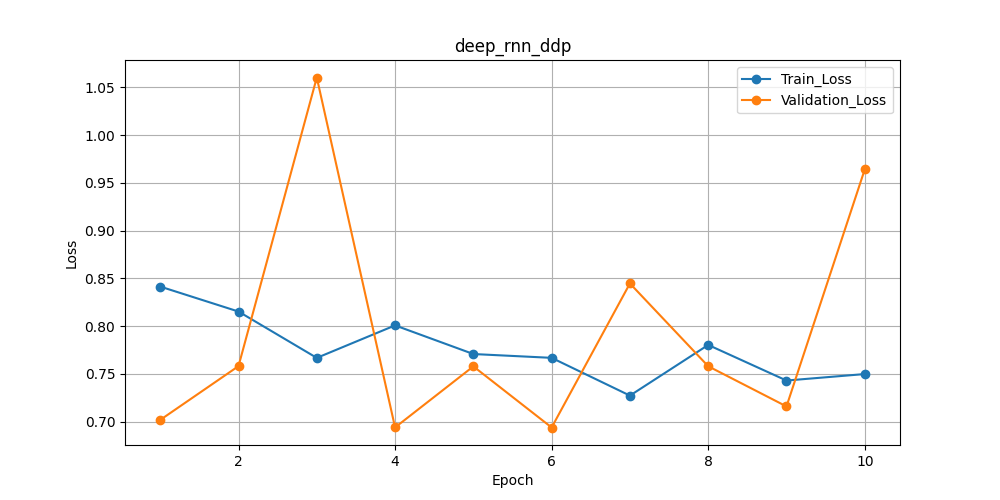 deep_rnn_ddp
Train_Loss
Validation_Loss
1.05
1.00
0.95
0.90
0.85
0.80
0.75
0.70
Loss
2 4 6 8 10
Epoch